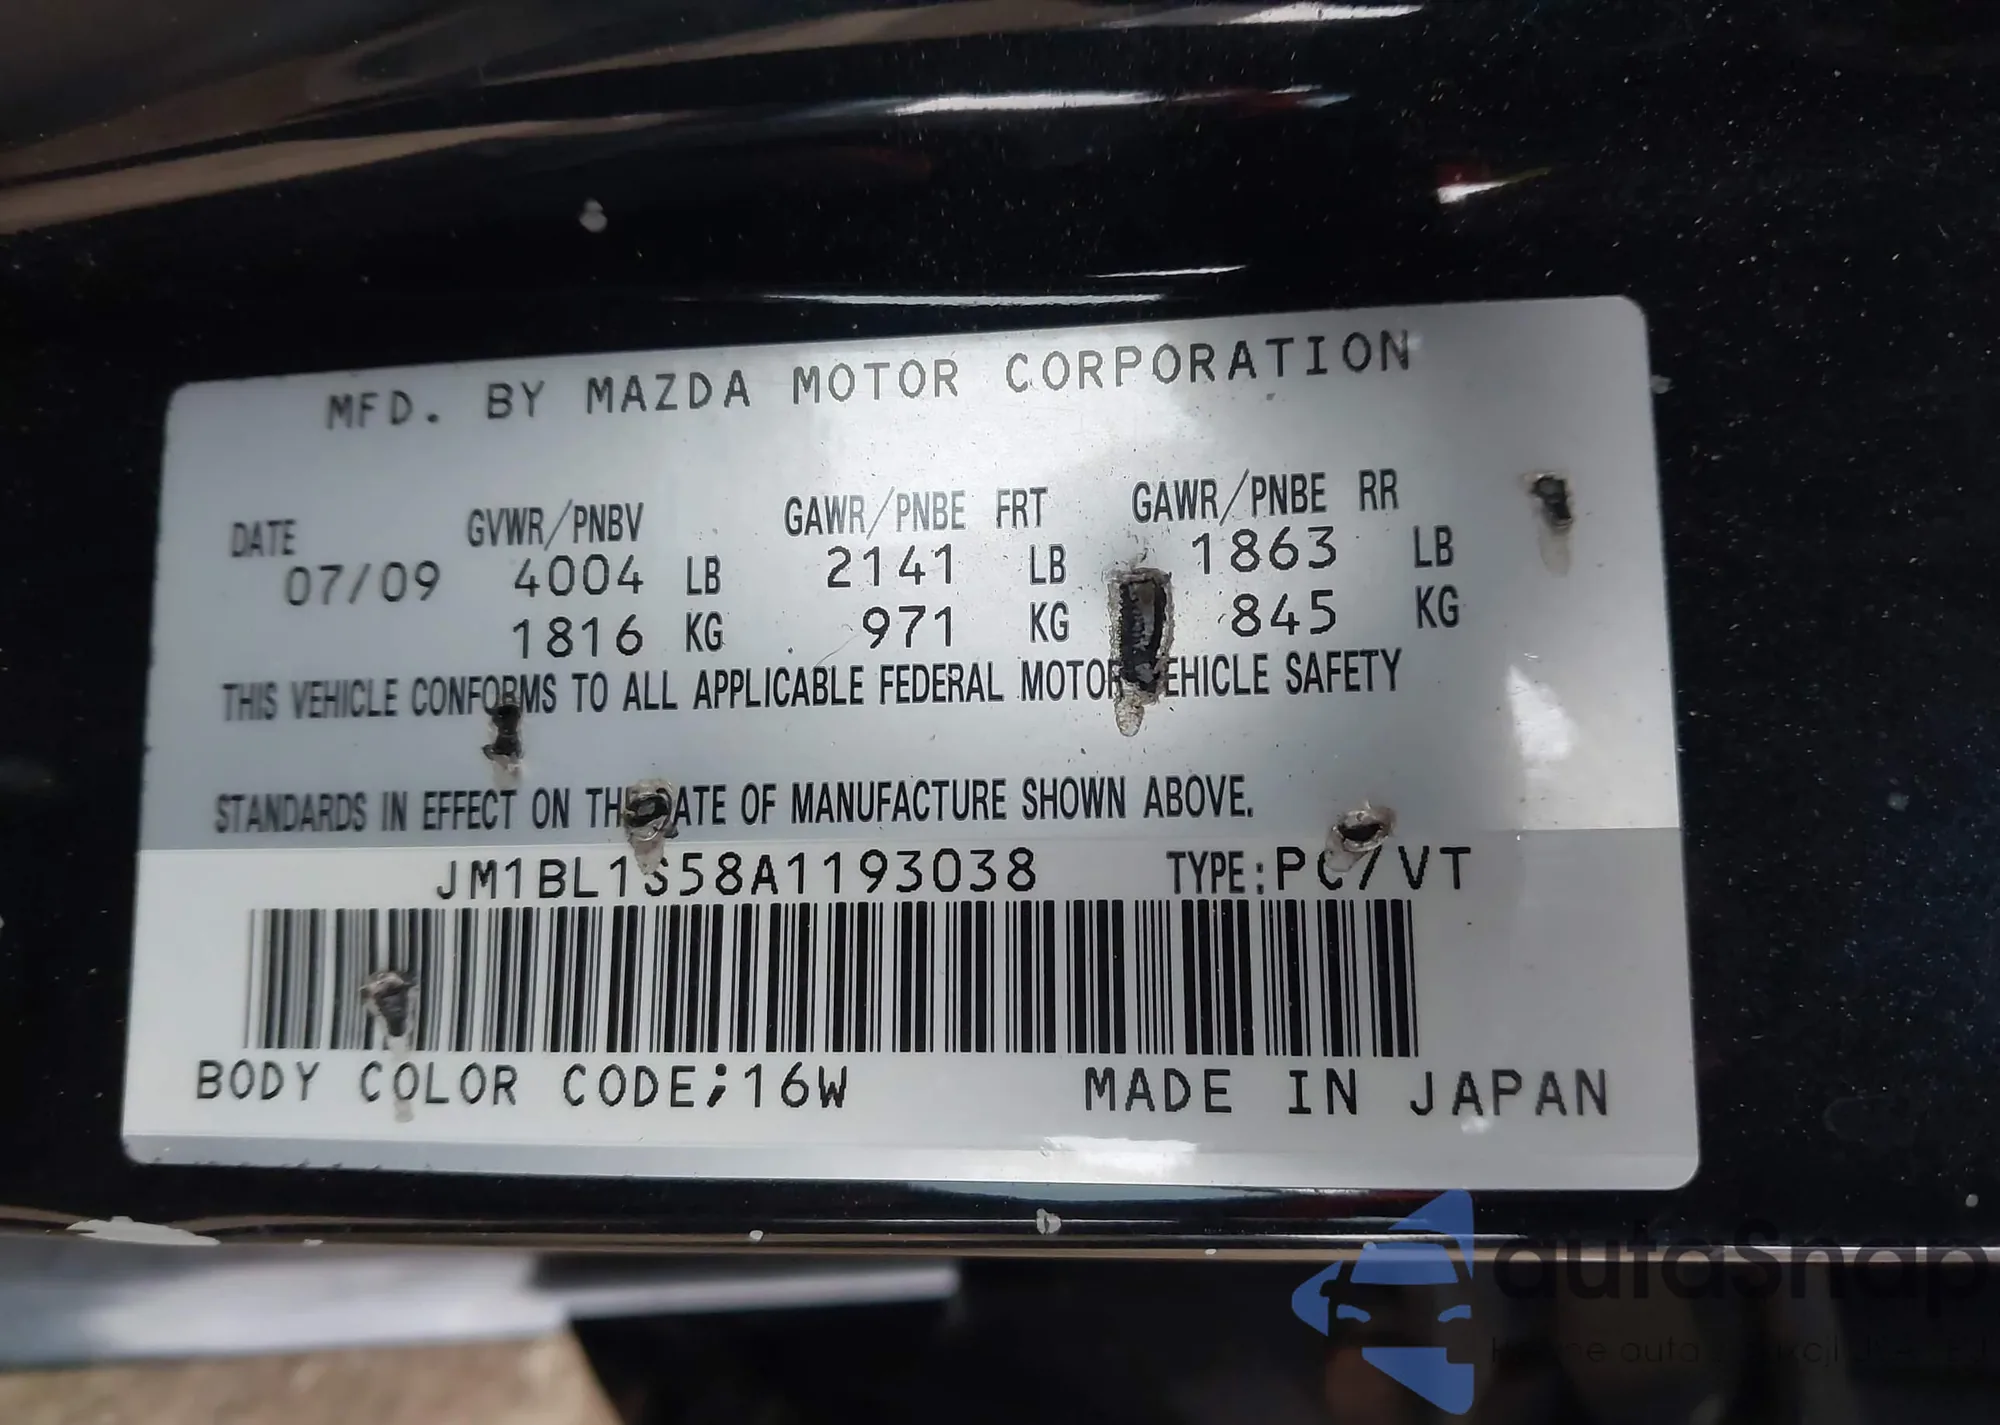 MFD. BY MAZDA MOTOR CORPORATION
DATE GVWR/PNBV GAWR/PNBE FRT GAWR/PNBE RR
07/09 4004 LB 2141 LB 1863 LB
1816 KG 971 KG 845 KG
THIS VEHICLE CONFORMS TO ALL APPLICABLE FEDERAL MOTOR VEHICLE SAFETY
STANDARDS IN EFFECT ON THE DATE OF MANUFACTURE SHOWN ABOVE.
JM1BL1S58A1193038 TYPE:PC/VT
BODY COLOR CODE;16W MADE IN JAPAN
autaSnap